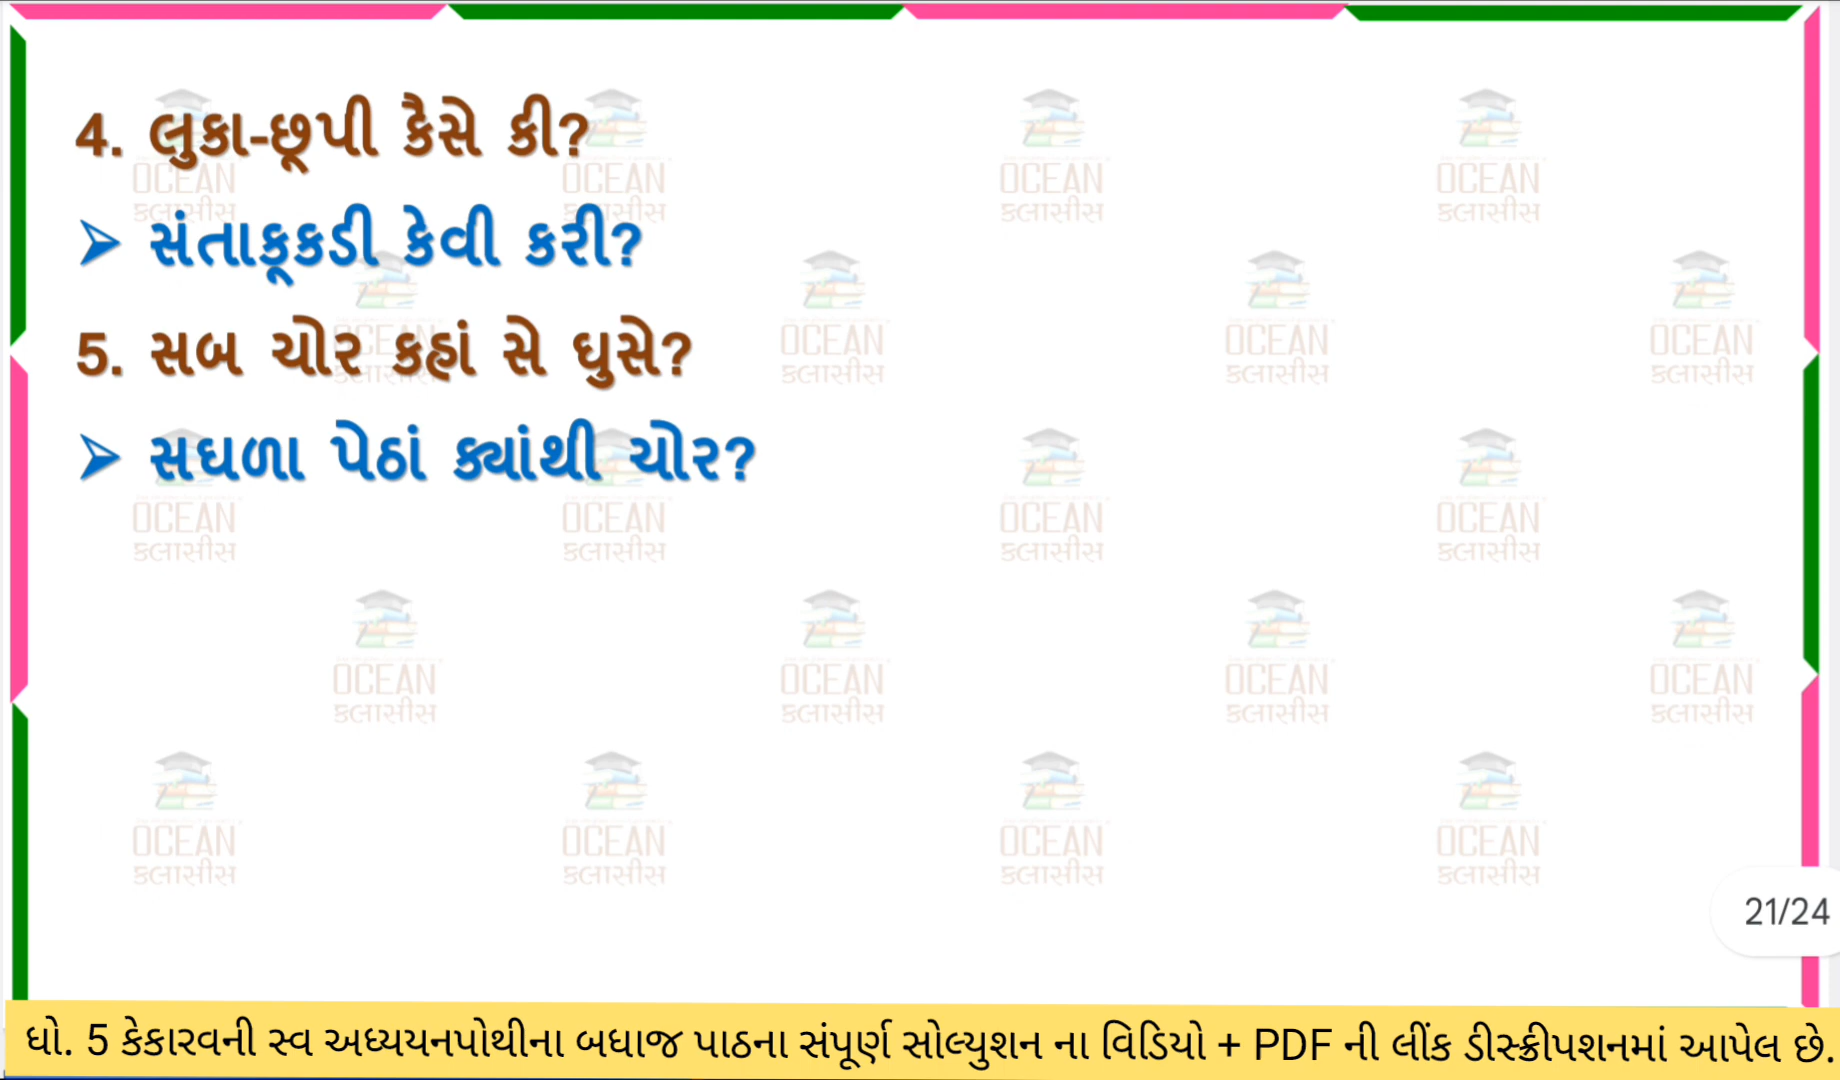 4. લુકા-છૂપી કૈસે કી?
➢ સંતાકૂકડી કેવી કરી?
5. સબ ચોર કહાં સે ઘુસે?
➢ સઘળા પેઠાં ક્યાંથી ચોર?
OCEAN
ક્લાસીસ
21/24
ધો. 5 કેકારવની સ્વ અધ્યયનપોથીના બધાજ પાઠના સંપૂર્ણ સોલ્યુશન ના વિડિયો + PDF ની લીંક ડીસ્ક્રીપશનમાં આપેલ છે.